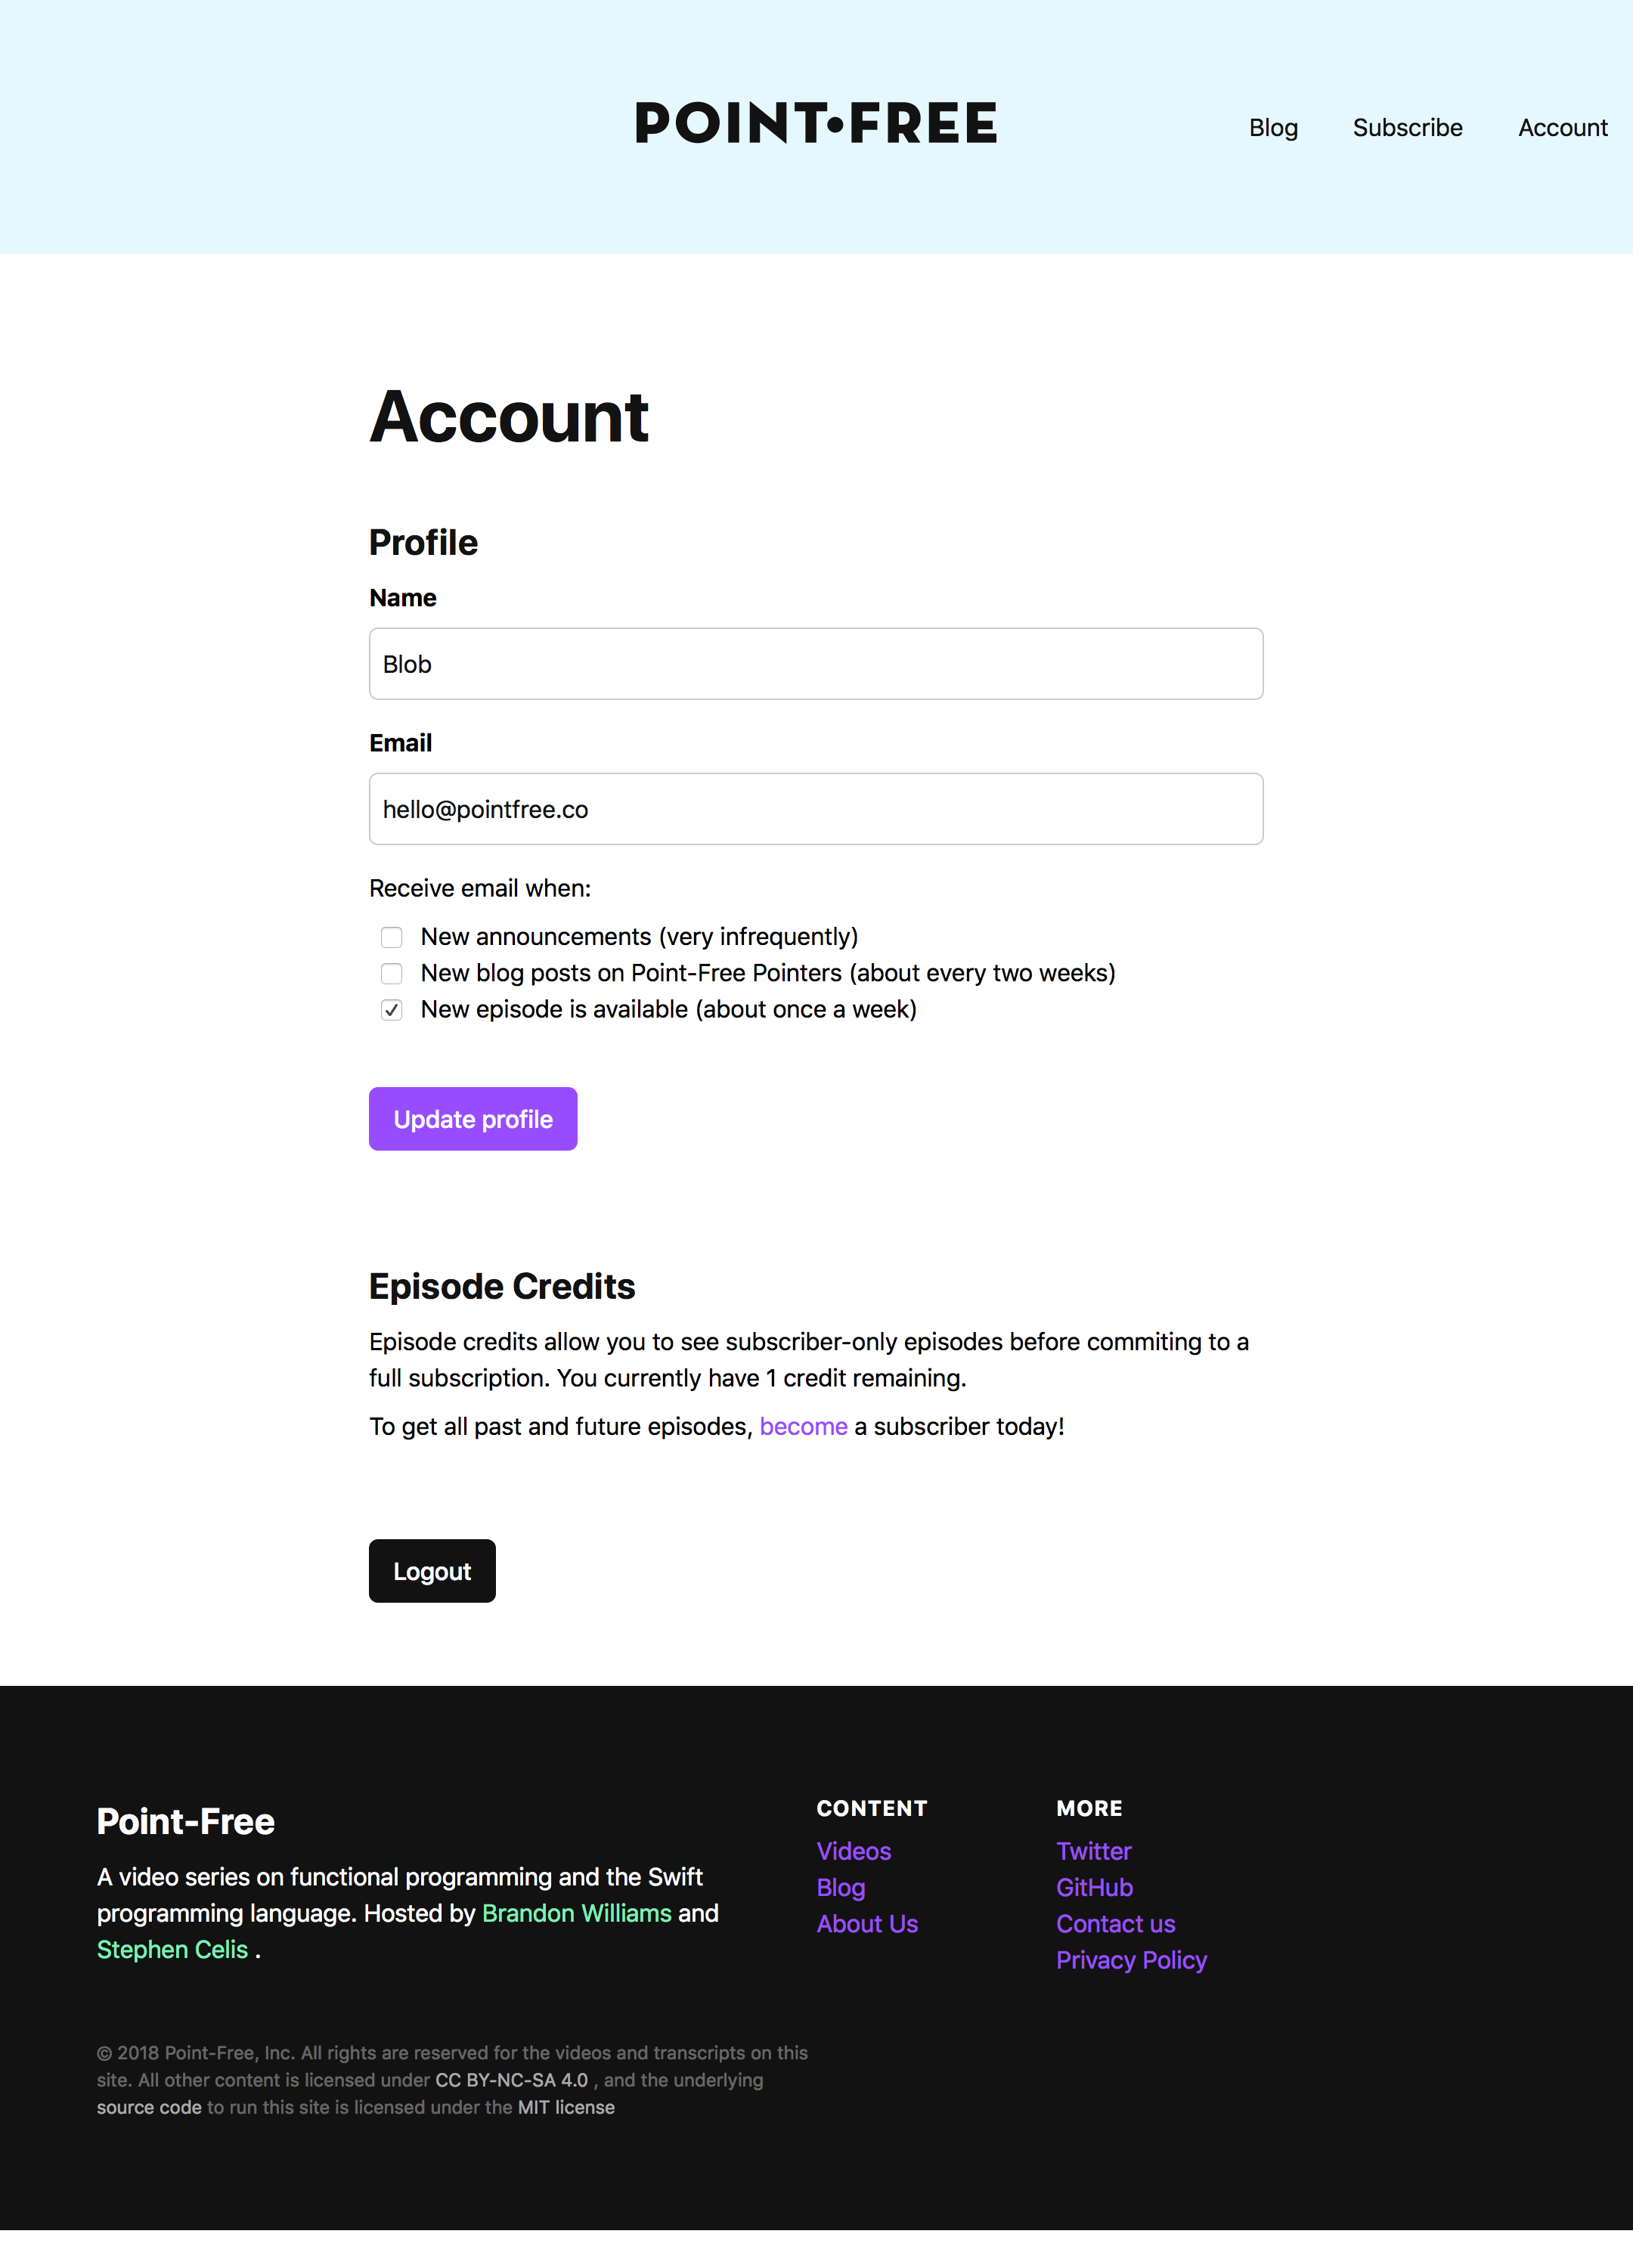 POINT•FREE
Blog
Subscribe
Account
Account
Profile
Name
Blob
Email
hello@pointfree.co
Receive email when:
New announcements (very infrequently)
New blog posts on Point-Free Pointers (about every two weeks)
New episode is available (about once a week)
Update profile
Episode Credits
Episode credits allow you to see subscriber-only episodes before commiting to a
full subscription. You currently have 1 credit remaining.
To get all past and future episodes, become a subscriber today!
Logout
Point-Free
A video series on functional programming and the Swift
programming language. Hosted by Brandon Williams and
Stephen Celis .
CONTENT
Videos
Blog
About Us
MORE
Twitter
GitHub
Contact us
Privacy Policy
© 2018 Point-Free, Inc. All rights are reserved for the videos and transcripts on this
site. All other content is licensed under CC BY-NC-SA 4.0 , and the underlying
source code to run this site is licensed under the MIT license